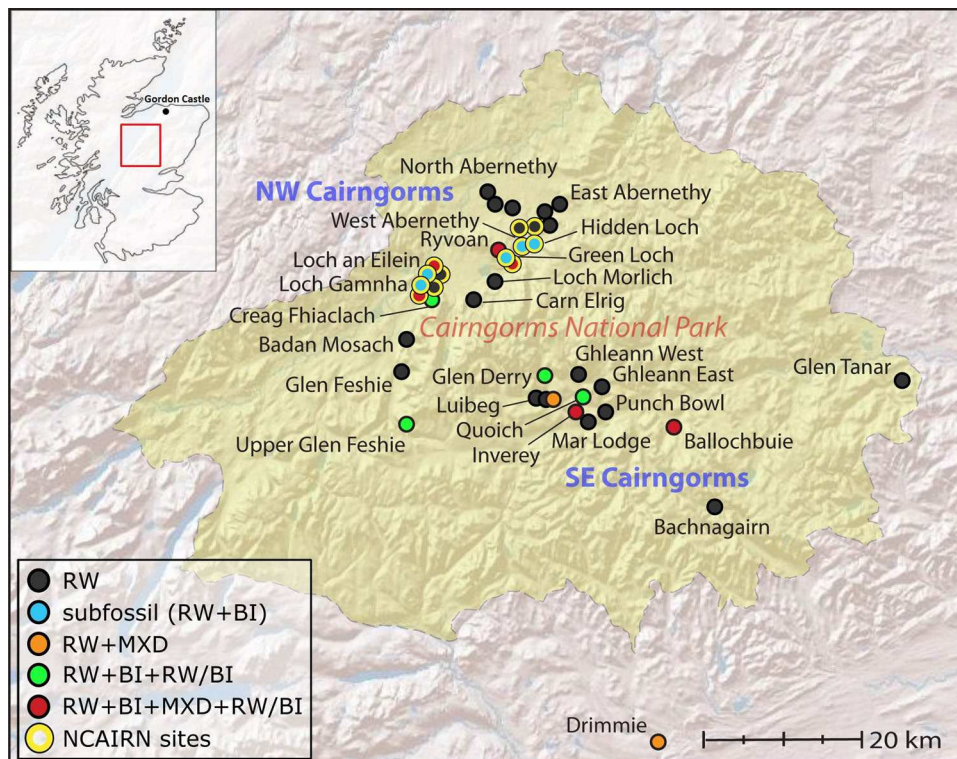 Gordon Castle
North Abernethy
NW Cairngorms
East Abernethy
West Abernethy
Hidden Loch
Ryvoan
Green Loch
Loch an Eilein
Loch Morlich
Loch Gamnha
Carn Elrig
Creag Fhiaclach
Cairngorms National Park
Badan Mosach
Ghleann West
Glen Tanar
Glen Feshie
Glen Derry
Ghleann East
Luibeg
Punch Bowl
Quoich
Upper Glen Feshie
Mar Lodge
Ballochbuie
Inverey
SE Cairngorms
Bachnagairn
RW
subfossil (RW+BI)
RW+MXD
RW+BI+RW/BI
RW+BI+MXD+RW/BI
NCAIRN sites
Drimmie
20 km